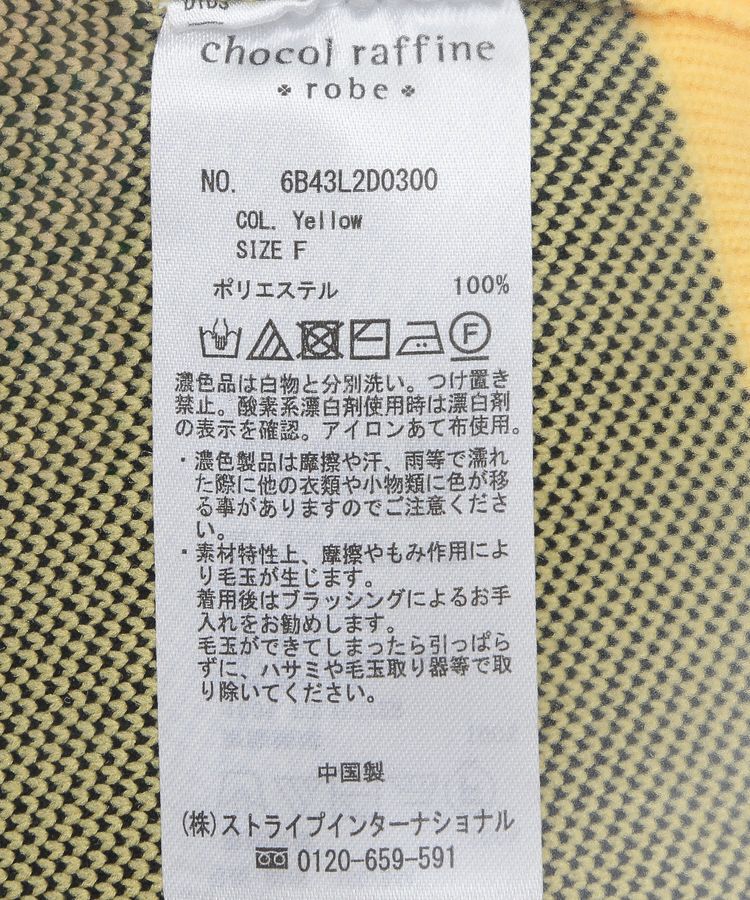 chocol raffine
robe
NO. 6B43L2D0300
COL. Yellow
SIZE F
ポリエステル 100%
F
濃色品は白物と分別洗い。つけ置き
禁止。酸素系漂白剤使用時は漂白剤
の表示を確認。アイロンあて布使用。
・濃色製品は摩擦や汗、雨等で濡れ
た際に他の衣類や小物類に色が移
る事がありますのでご注意くださ
い。
・素材特性上、摩擦やもみ作用によ
り毛玉が生じます。
着用後はブラッシングによるお手
入れをお勧めします。
毛玉ができてしまったら引っぱら
ずに、ハサミや毛玉取り器等で取
り除いてください。
中国製
(株)ストライプインターナショナル
0120-659-591